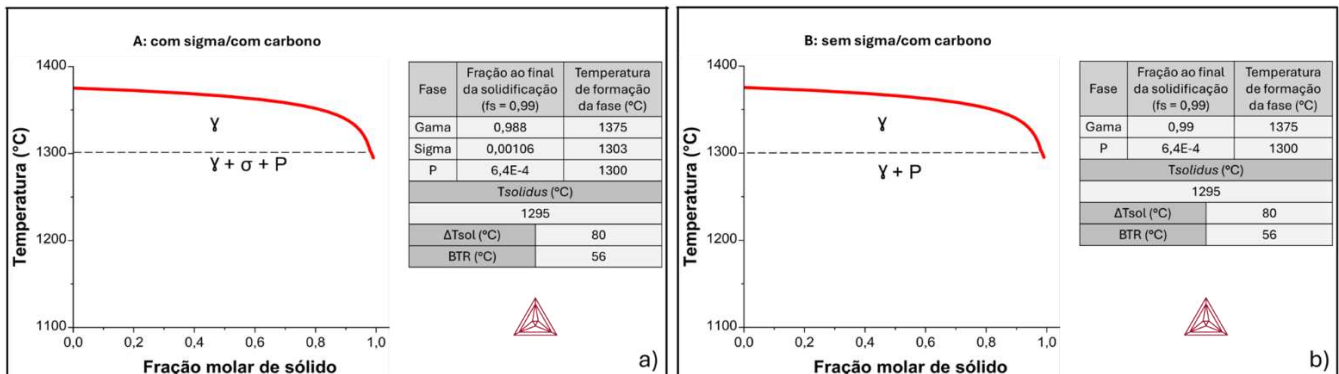 A: com sigma/com carbono
1400
1300
1200
1100
Temperatura (°C)
Ɣ
Ɣ + σ + P
0,0
0,2
0,4
0,6
0,8
1,0
Fração molar de sólido
Fase
Fração ao final
da solidificação
(fs = 0,99)
Temperatura
de formação
da fase (°C)
Gama
0,988
1375
Sigma
0,00106
1303
P
6,4E-4
1300
Tsolidus (°C)
1295
ΔTsol (°C)
80
BTR (°C)
56
a)
B: sem sigma/com carbono
1400
1300
1200
1100
Temperatura (°C)
Ɣ
Ɣ + P
0,0
0,2
0,4
0,6
0,8
1,0
Fração molar de sólido
Fase
Fração ao final
da solidificação
(fs = 0,99)
Temperatura
de formação
da fase (°C)
Gama
0,99
1375
P
6,4E-4
1300
Tsolidus (°C)
1295
ΔTsol (°C)
80
BTR (°C)
56
b)